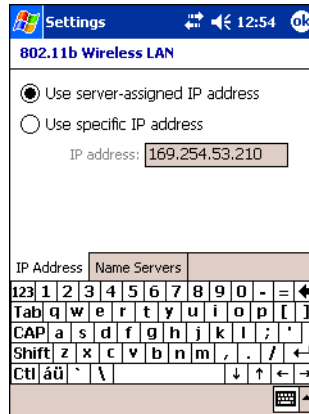 Settings 12:54 ok
802.11b Wireless LAN
Use server-assigned IP address
Use specific IP address
IP address: 169.254.53.210
IP Address Name Servers
123 1 2 3 4 5 6 7 8 9 0 - =
Tab q w e r t y u i o p [ ]
CAP a s d f g h j k l ; '
Shift z x c v b n m , . /
Ctl áü ` \